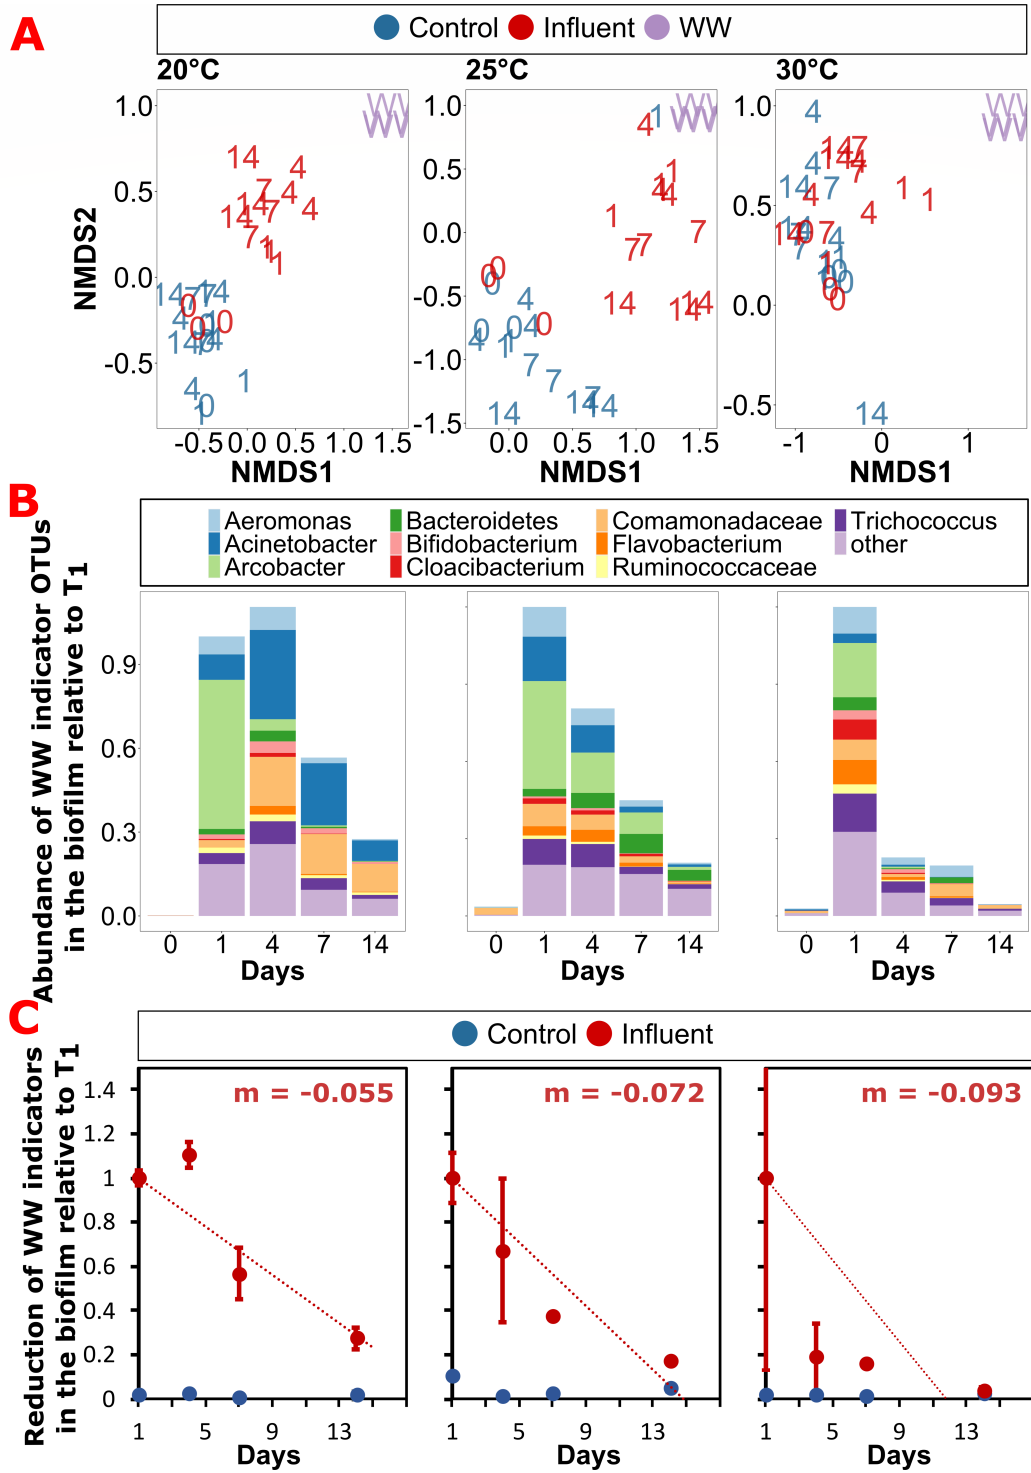 A
Control Influent WW
20°C 25°C 30°C
NMDS2
1.0
0.5
0.0
-0.5
-0.5 0.0 0.5 1.0 1.5
NMDS1
1.0
0.5
0.0
-0.5
-1.0
-1.5
0.0 0.5 1.0 1.5
NMDS1
1.0
0.5
0.0
-0.5
-1 0 1
NMDS1
B
Aeromonas Bacteroidetes Comamonadaceae Trichococcus
Acinetobacter Bifidobacterium Flavobacterium other
Arcobacter Cloacibacterium Ruminococcaceae
Abundance of WW indicator OTUs
in the biofilm relative to T1
0.9
0.6
0.3
0.0
0 1 4 7 14
Days
0 1 4 7 14
Days
0 1 4 7 14
Days
C
Control Influent
Reduction of WW indicators
in the biofilm relative to T1
m = -0.055 m = -0.072 m = -0.093
1.4
1.2
1
0.8
0.6
0.4
0.2
0
1 5 9 13
Days
1 5 9 13
Days
1 5 9 13
Days